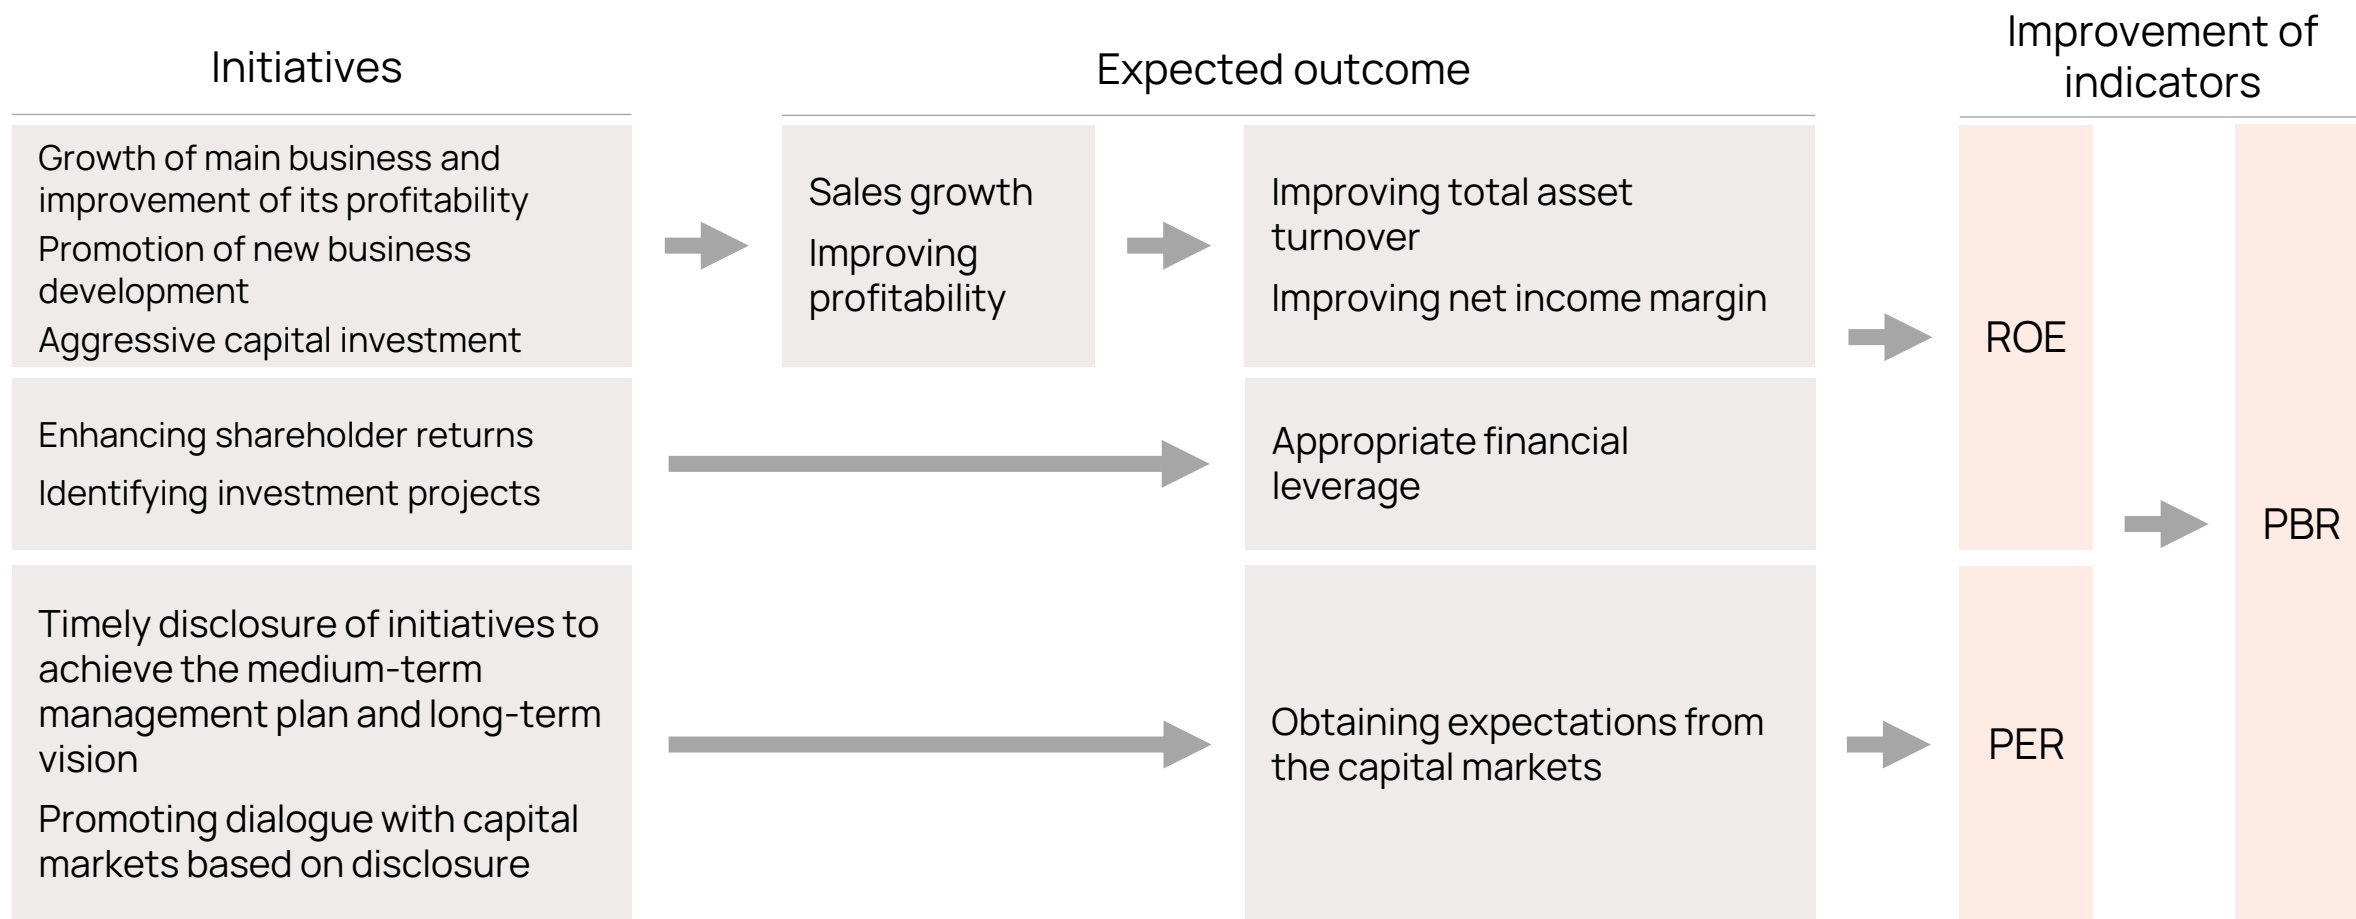 Initiatives
Expected outcome
Improvement of
indicators
Growth of main business and
improvement of its profitability
Promotion of new business
development
Aggressive capital investment
Sales growth
Improving
profitability
Improving total asset
turnover
Improving net income margin
ROE
Enhancing shareholder returns
Identifying investment projects
Appropriate financial
leverage
PBR
Timely disclosure of initiatives to
achieve the medium-term
management plan and long-term
vision
Promoting dialogue with capital
markets based on disclosure
Obtaining expectations from
the capital markets
PER